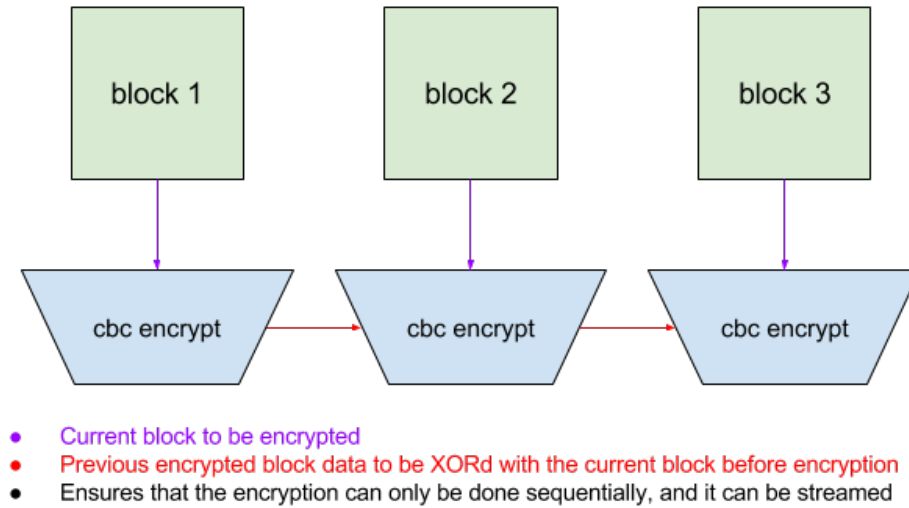 block 1
block 2
block 3
cbc encrypt
cbc encrypt
cbc encrypt
Current block to be encrypted
Previous encrypted block data to be XORd with the current block before encryption
Ensures that the encryption can only be done sequentially, and it can be streamed